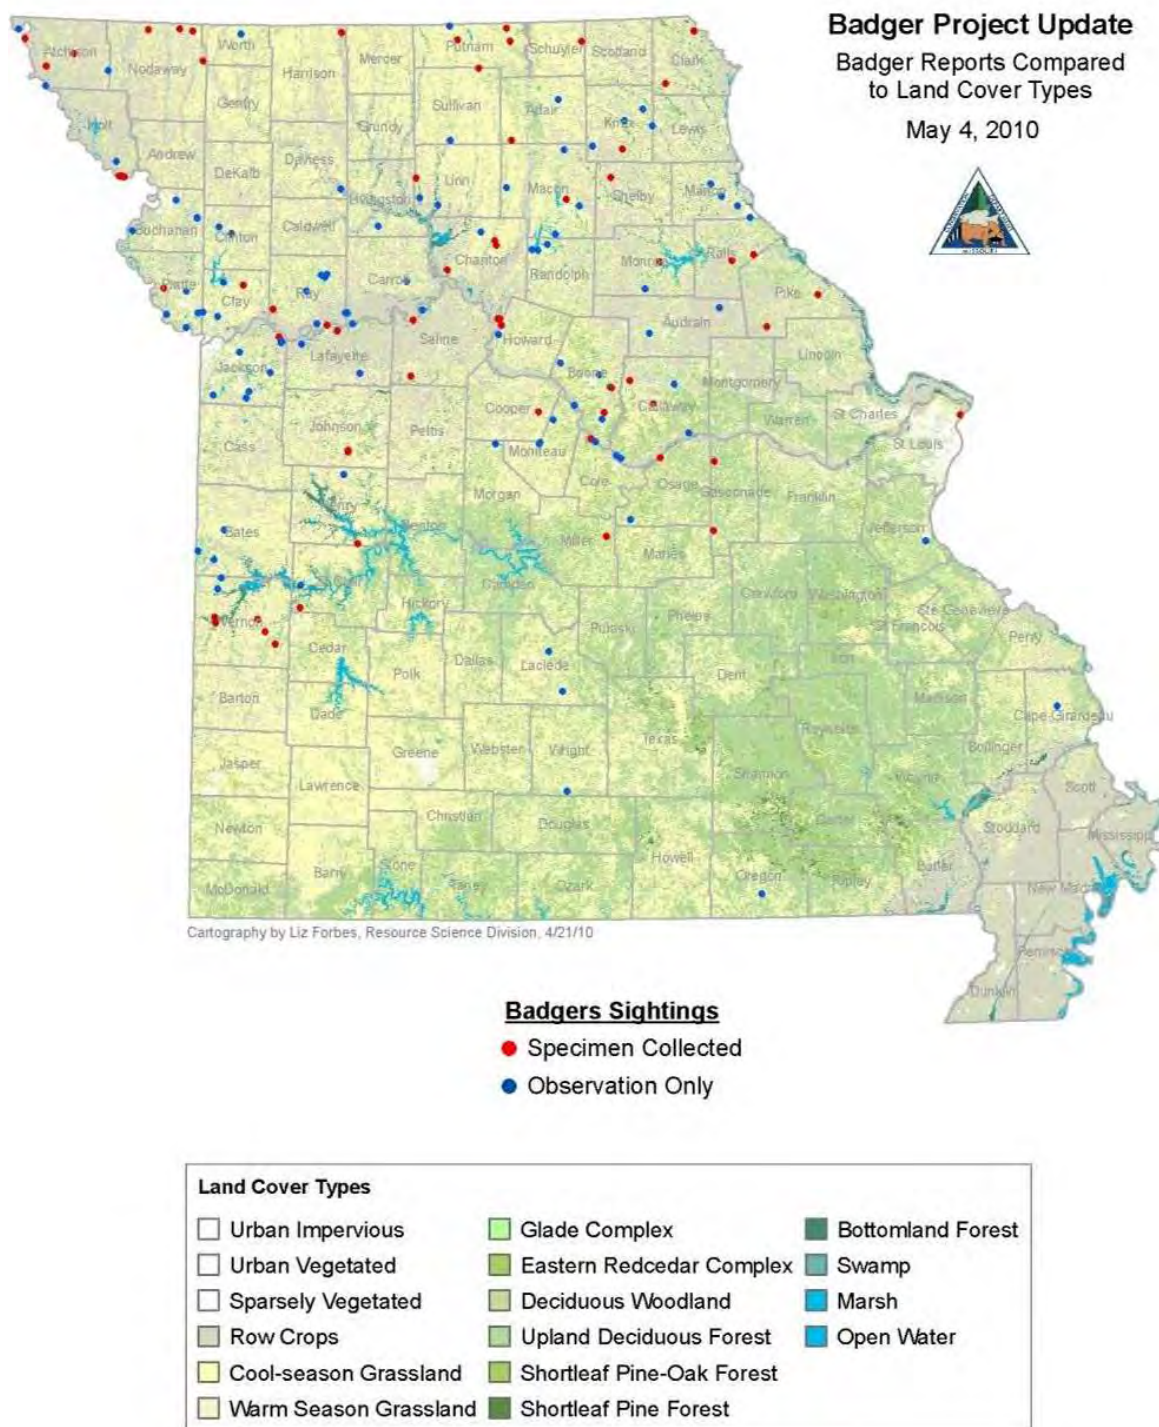 Badger Project Update
Badger Reports Compared
to Land Cover Types
May 4, 2010
MISSOURI
Atchison
Nodaway
Worth
Harrison
Mercer
Putnam
Schuyler
Scotland
Clark
Gentry
Sullivan
Adair
Knox
Lewis
Holt
Andrew
DeKalb
Daviess
Grundy
Linn
Macon
Shelby
Marion
Livingston
Buchanan
Clinton
Caldwell
Chariton
Randolph
Monroe
Ralls
Platte
Clay
Ray
Carroll
Pike
Audrain
Saline
Howard
Lafayette
Jackson
Boone
Lincoln
Montgomery
Cooper
Callaway
Warren
St Charles
St Louis
Johnson
Pettis
Cass
Moniteau
Cole
Osage
Gasconade
Franklin
Morgan
Henry
Benton
Bates
Miller
Maries
Jefferson
St Clair
Camden
Hickory
Crawford
Washington
Ste Genevieve
St Francois
Perry
Vernon
Cedar
Pulaski
Phelps
Dallas
Laclede
Polk
Dent
Iron
Madison
Barton
Dade
Cape Girardeau
Reynolds
Bollinger
Greene
Webster
Wright
Texas
Jasper
Lawrence
Shannon
Wayne
Scott
Christian
Douglas
Newton
Carter
Stoddard
Mississippi
Howell
Butler
McDonald
Barry
Stone
Taney
Ozark
Oregon
Ripley
New Madrid
Pemiscot
Dunklin
Cartography by Liz Forbes, Resource Science Division, 4/21/10
Badgers Sightings
Specimen Collected
Observation Only
Land Cover Types
Urban Impervious
Urban Vegetated
Sparsely Vegetated
Row Crops
Cool-season Grassland
Warm Season Grassland
Glade Complex
Eastern Redcedar Complex
Deciduous Woodland
Upland Deciduous Forest
Shortleaf Pine-Oak Forest
Shortleaf Pine Forest
Bottomland Forest
Swamp
Marsh
Open Water